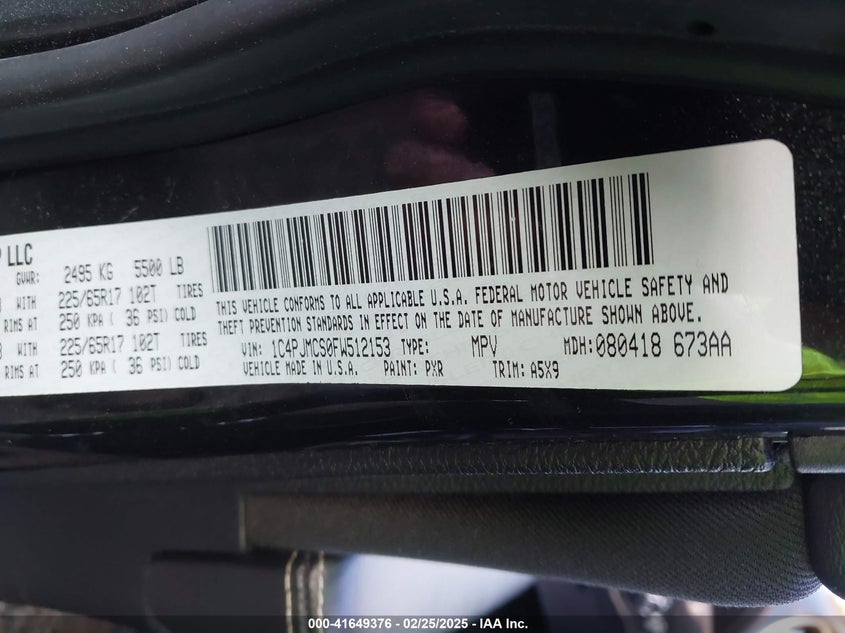 LLC
GVWR: 2495 KG 5500 LB
WITH 225/65R17 102T TIRES
RIMS AT 250 KPA ( 36 PSI) COLD
WITH 225/65R17 102T TIRES
RIMS AT 250 KPA ( 36 PSI) COLD
THIS VEHICLE CONFORMS TO ALL APPLICABLE U.S.A. FEDERAL MOTOR VEHICLE SAFETY AND
THEFT PREVENTION STANDARDS IN EFFECT ON THE DATE OF MANUFACTURE SHOWN ABOVE.
VIN: 1C4PJMCS0FW512153 TYPE: MPV MDH:080418 673AA
VEHICLE MADE IN U.S.A. PAINT: PXR TRIM: A5X9
000-41649376 - 02/25/2025 - IAA Inc.